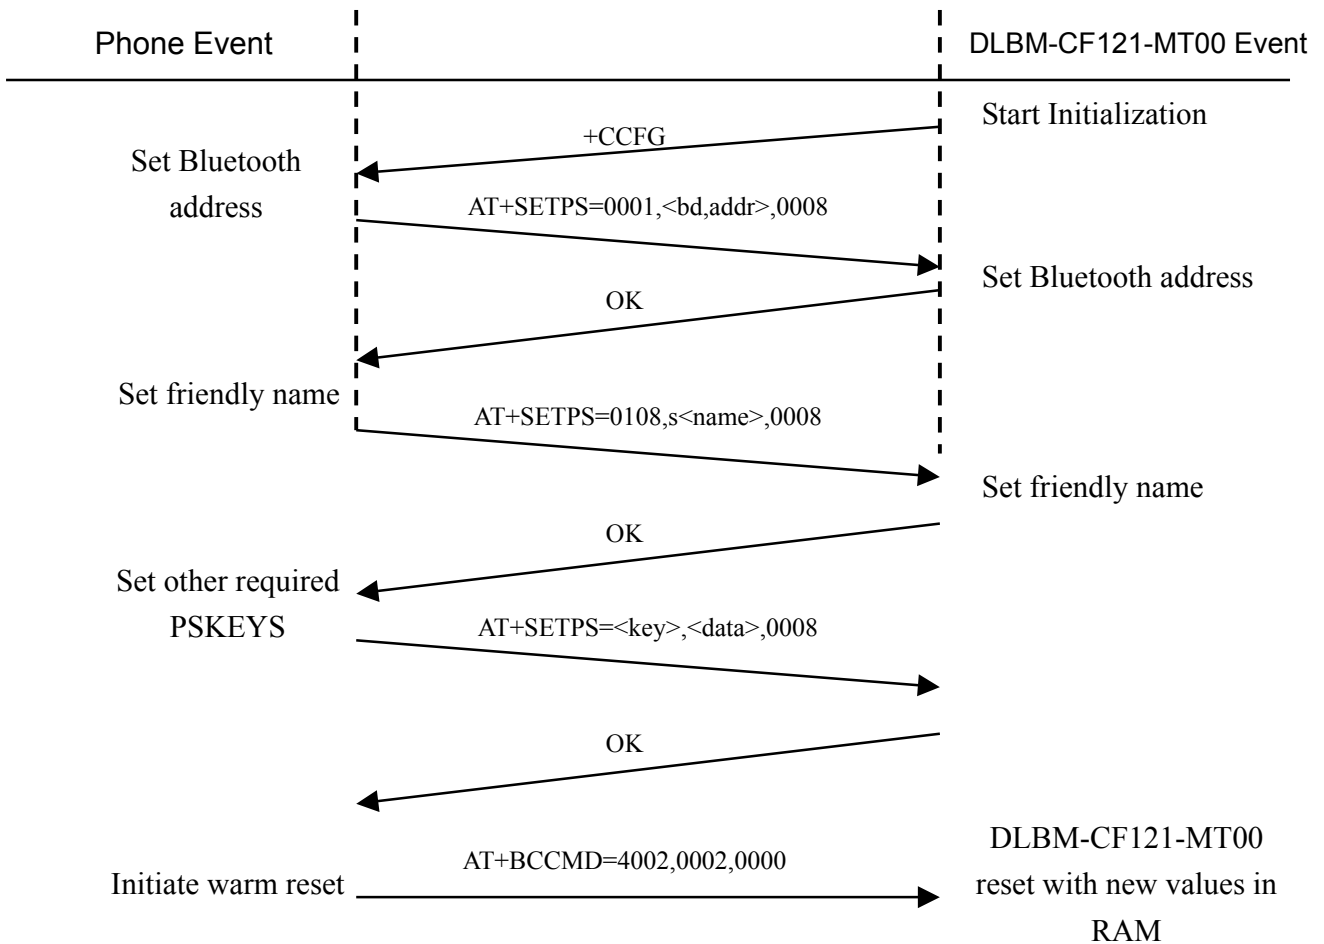 Phone Event
DLBM-CF121-MT00 Event
Start Initialization
+CCFG
Set Bluetooth
address
AT+SETPS=0001,<bd,addr>,0008
Set Bluetooth address
OK
Set friendly name
AT+SETPS=0108,s<name>,0008
Set friendly name
OK
Set other required
PSKEYS
AT+SETPS=<key>,<data>,0008
OK
Initiate warm reset
AT+BCCMD=4002,0002,0000
DLBM-CF121-MT00
reset with new values in
RAM